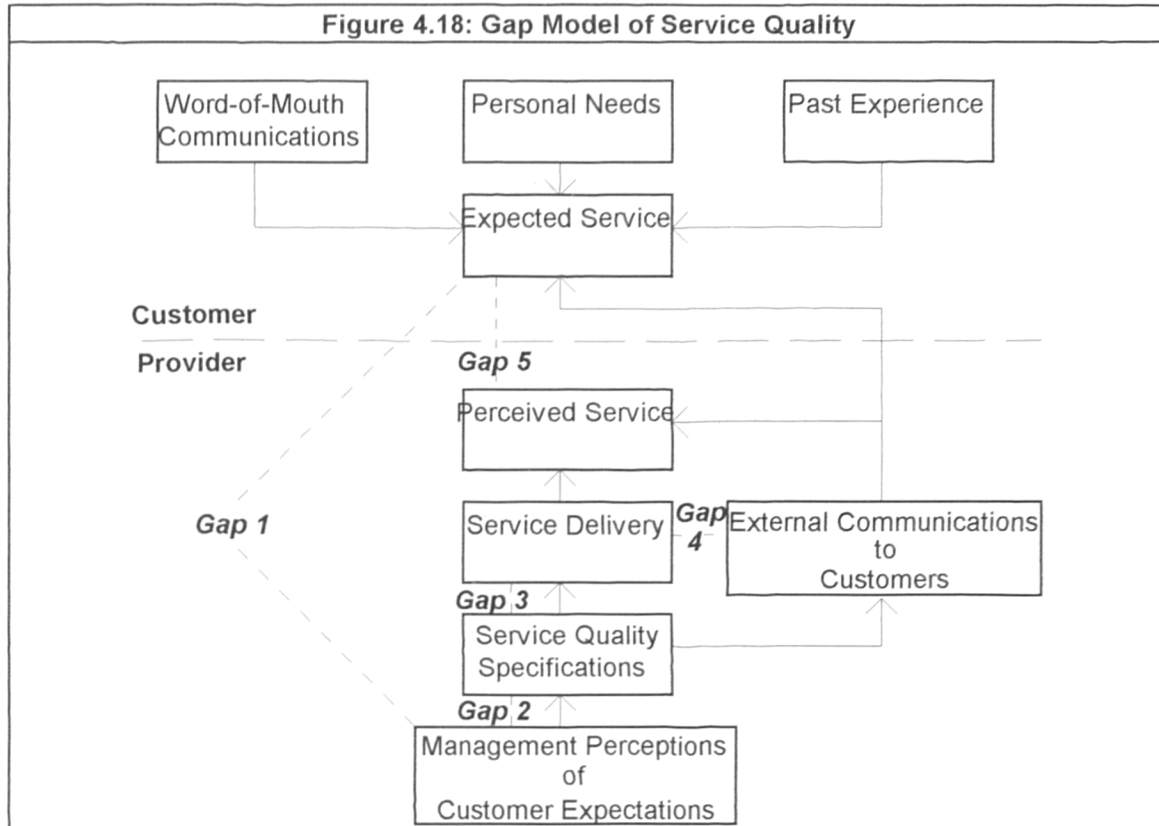 Figure 4.18: Gap Model of Service Quality
Word-of-Mouth
Communications
Personal Needs
Past Experience
Expected Service
Customer
Provider
Gap 5
Perceived Service
Gap 1
Service Delivery
Gap
4
External Communications
to
Customers
Gap 3
Service Quality
Specifications
Gap 2
Management Perceptions
of
Customer Expectations